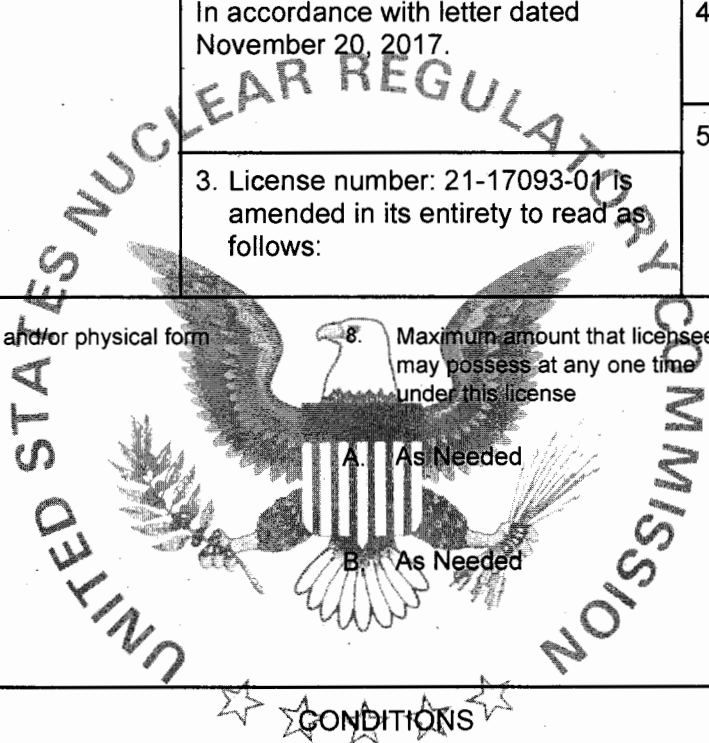 In accordance with letter dated
November 20, 2017.
4
5
3. License number: 21-17093-01 is
amended in its entirety to read as
follows:
and/or physical form
8. Maximum amount that licensee
may possess at any one time
under this license
A. As Needed
B. As Needed
CONDITIONS
UNITED STATES NUCLEAR REGULATORY COMMISSION